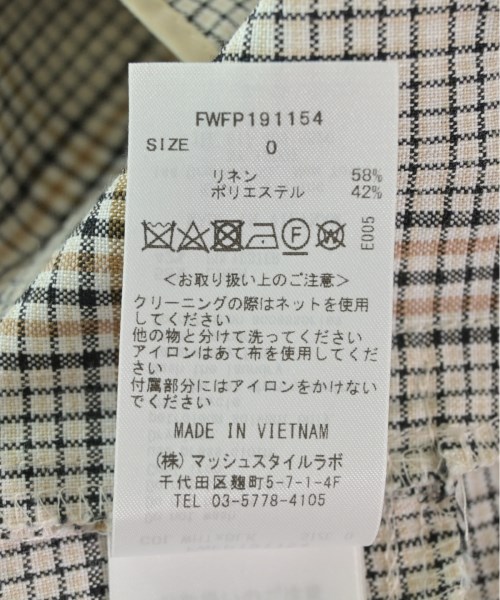 FWFP191154
SIZE 0
リネン 58%
ポリエステル 42%
F W
E005
<お取り扱い上のご注意>
クリーニングの際はネットを使用
してください
他の物と分けて洗ってください
アイロンはあて布を使用してくだ
さい
付属部分にはアイロンをかけない
でください
MADE IN VIETNAM
(株)マッシュスタイルラボ
千代田区麹町5-7-1-4F
TEL 03-5778-4105